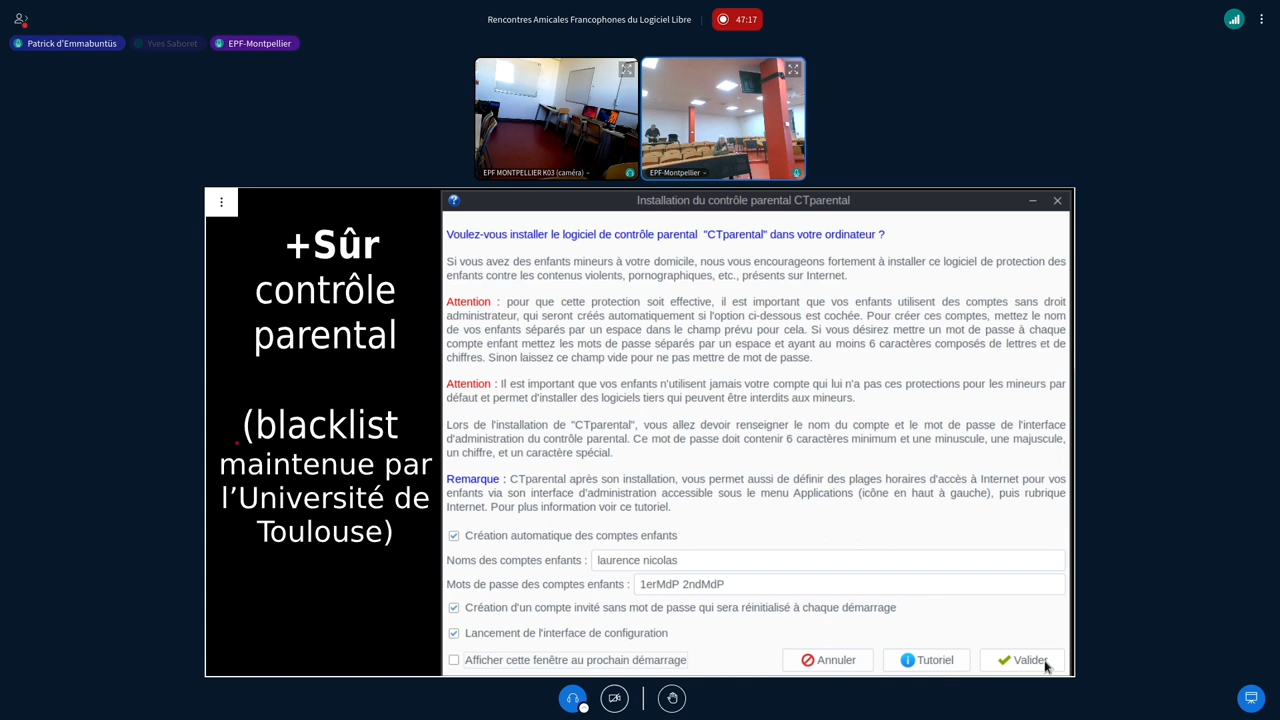 Rencontres Amicales Francophones du Logiciel Libre
47:17
Patrick d'Emmabuntüs
Yves Saboret
EPF-Montpellier
EPF MONTPELLIER K03 (caméra)
EPF-Montpellier
+Sûr
contrôle
parental
(blacklist
maintenue par
l’Université de
Toulouse)
Installation du contrôle parental CTparental
Voulez-vous installer le logiciel de contrôle parental "CTparental" dans votre ordinateur ?
Si vous avez des enfants mineurs à votre domicile, nous vous encourageons fortement à installer ce logiciel de protection des
enfants contre les contenus violents, pornographiques, etc., présents sur Internet.
Attention : pour que cette protection soit effective, il est important que vos enfants utilisent des comptes sans droit
administrateur, qui seront créés automatiquement si l'option ci-dessous est cochée. Pour créer ces comptes, mettez le nom
de vos enfants séparés par un espace dans le champ prévu pour cela. Si vous désirez mettre un mot de passe à chaque
compte enfant mettez les mots de passe séparés par un espace et ayant au moins 6 caractères composés de lettres et de
chiffres. Sinon laissez ce champ vide pour ne pas mettre de mot de passe.
Attention : Il est important que vos enfants n'utilisent jamais votre compte qui lui n'a pas ces protections pour les mineurs par
défaut et permet d'installer des logiciels tiers qui peuvent être interdits aux mineurs.
Lors de l'installation de "CTparental", vous allez devoir renseigner le nom du compte et le mot de passe de l'interface
d'administration du contrôle parental. Ce mot de passe doit contenir 6 caractères minimum et une minuscule, une majuscule,
un chiffre, et un caractère spécial.
Remarque : CTparental après son installation, vous permet aussi de définir des plages horaires d'accès à Internet pour vos
enfants via son interface d'administration accessible sous le menu Applications (icône en haut à gauche), puis rubrique
Internet. Pour plus information voir ce tutoriel.
Création automatique des comptes enfants
Noms des comptes enfants : laurence nicolas
Mots de passe des comptes enfants : 1erMdP 2ndMdP
Création d'un compte invité sans mot de passe qui sera réinitialisé à chaque démarrage
Lancement de l'interface de configuration
Afficher cette fenêtre au prochain démarrage
Annuler
Tutoriel
Valider